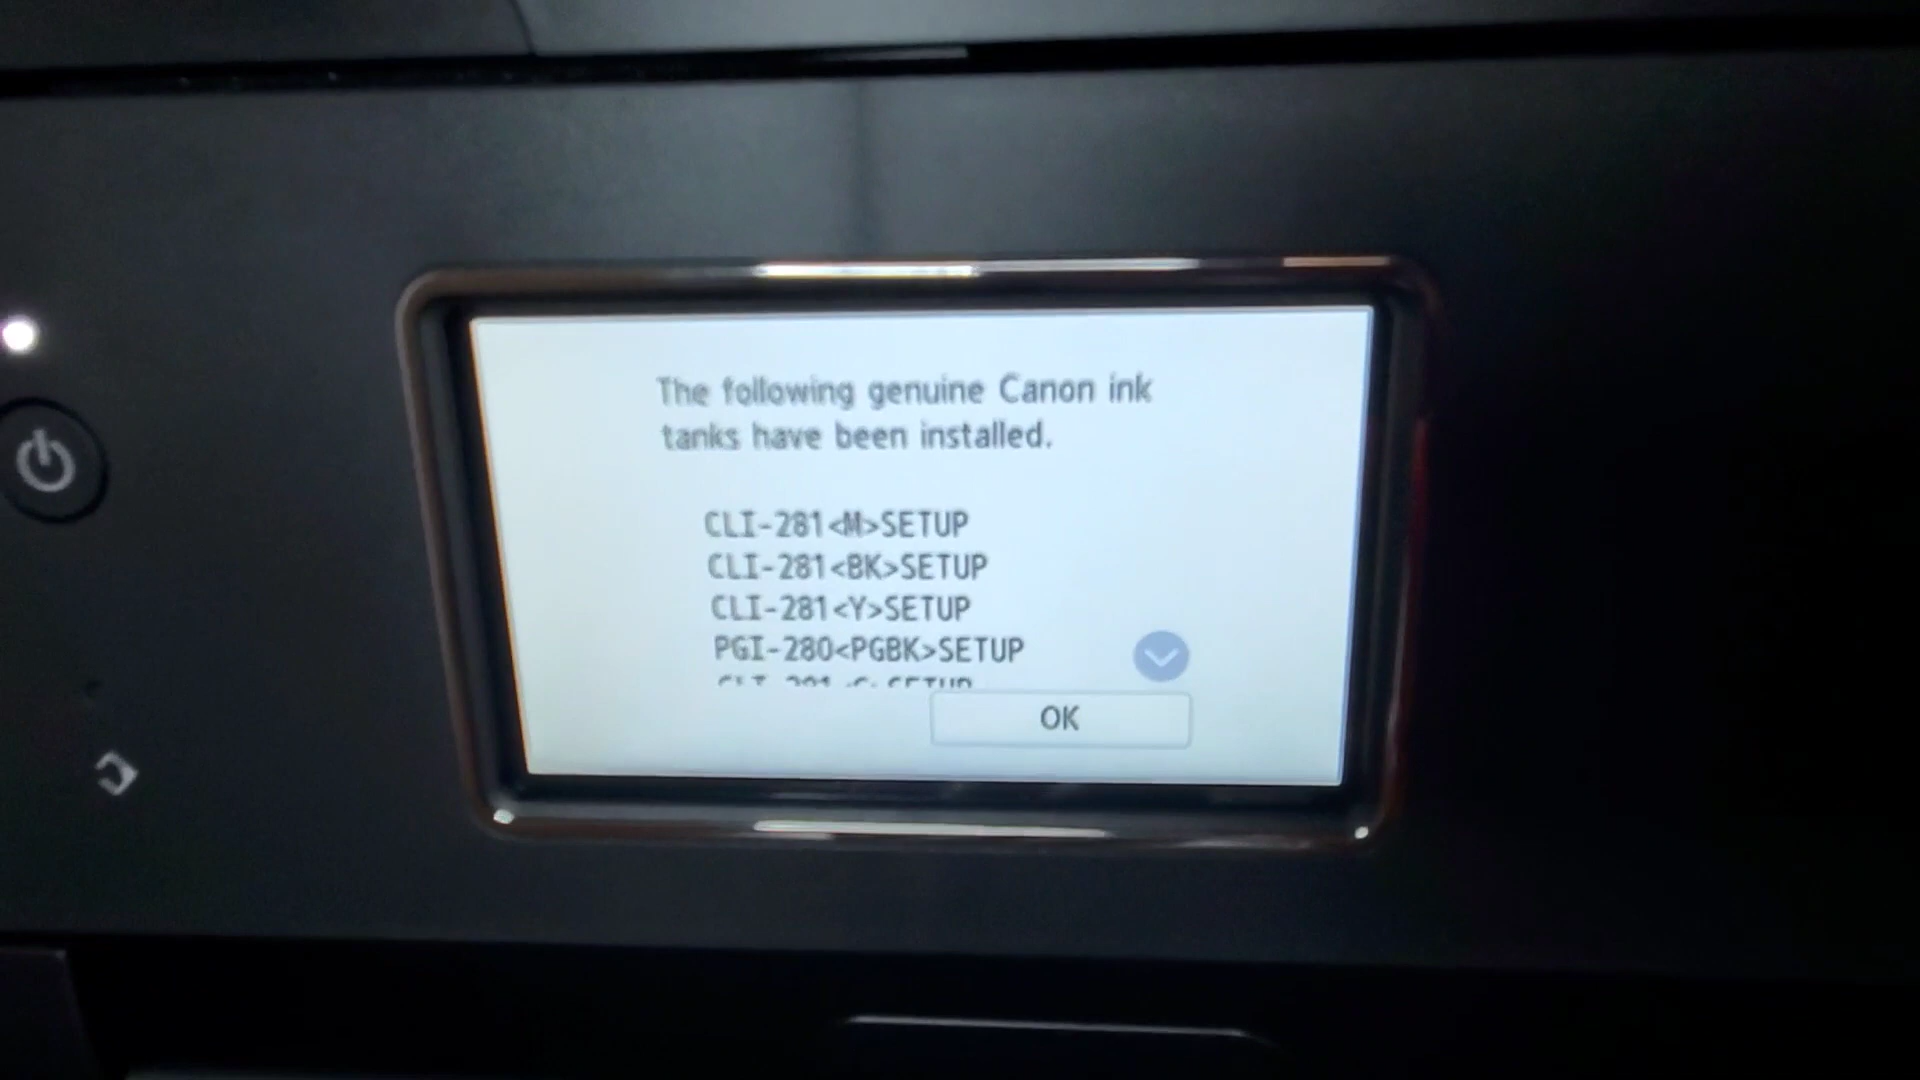 The following genuine Canon ink
tanks have been installed.
CLI-281<M>SETUP
CLI-281<BK>SETUP
CLI-281<Y>SETUP
PGI-280<PGBK>SETUP
OK